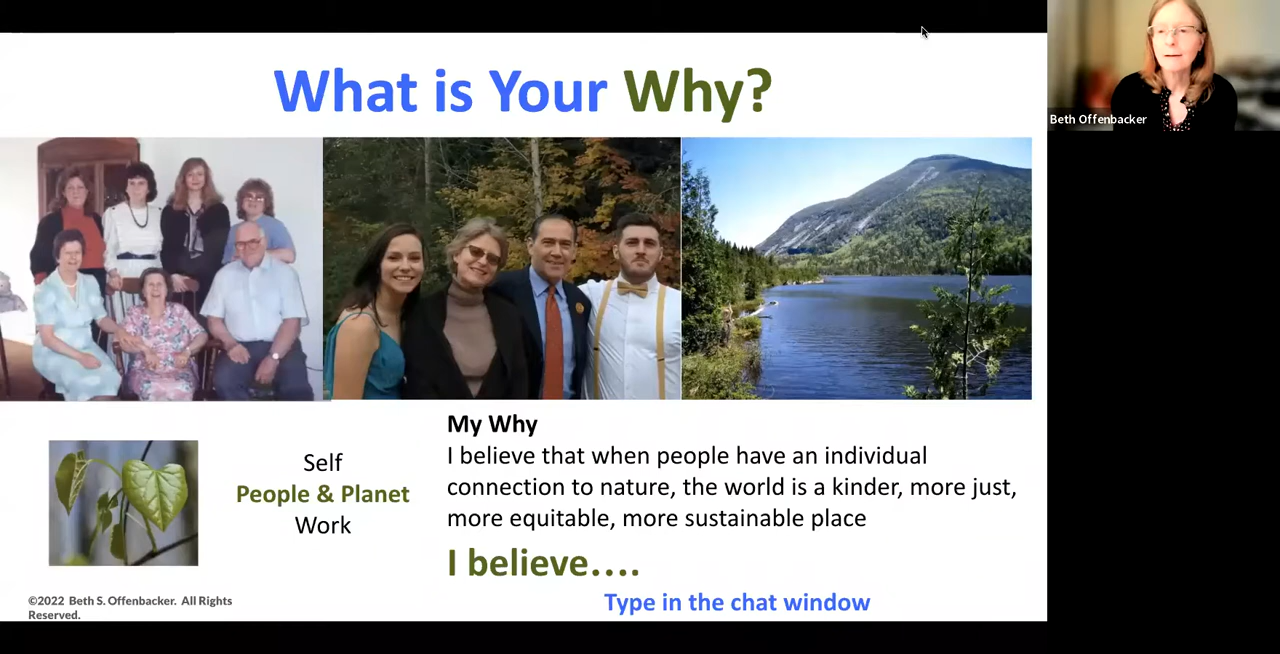 What is Your Why?
Beth Offenbacker
My Why
I believe that when people have an individual
connection to nature, the world is a kinder, more just,
more equitable, more sustainable place
Self
People & Planet
Work
I believe....
Type in the chat window
©2022 Beth S. Offenbacker. All Rights
Reserved.